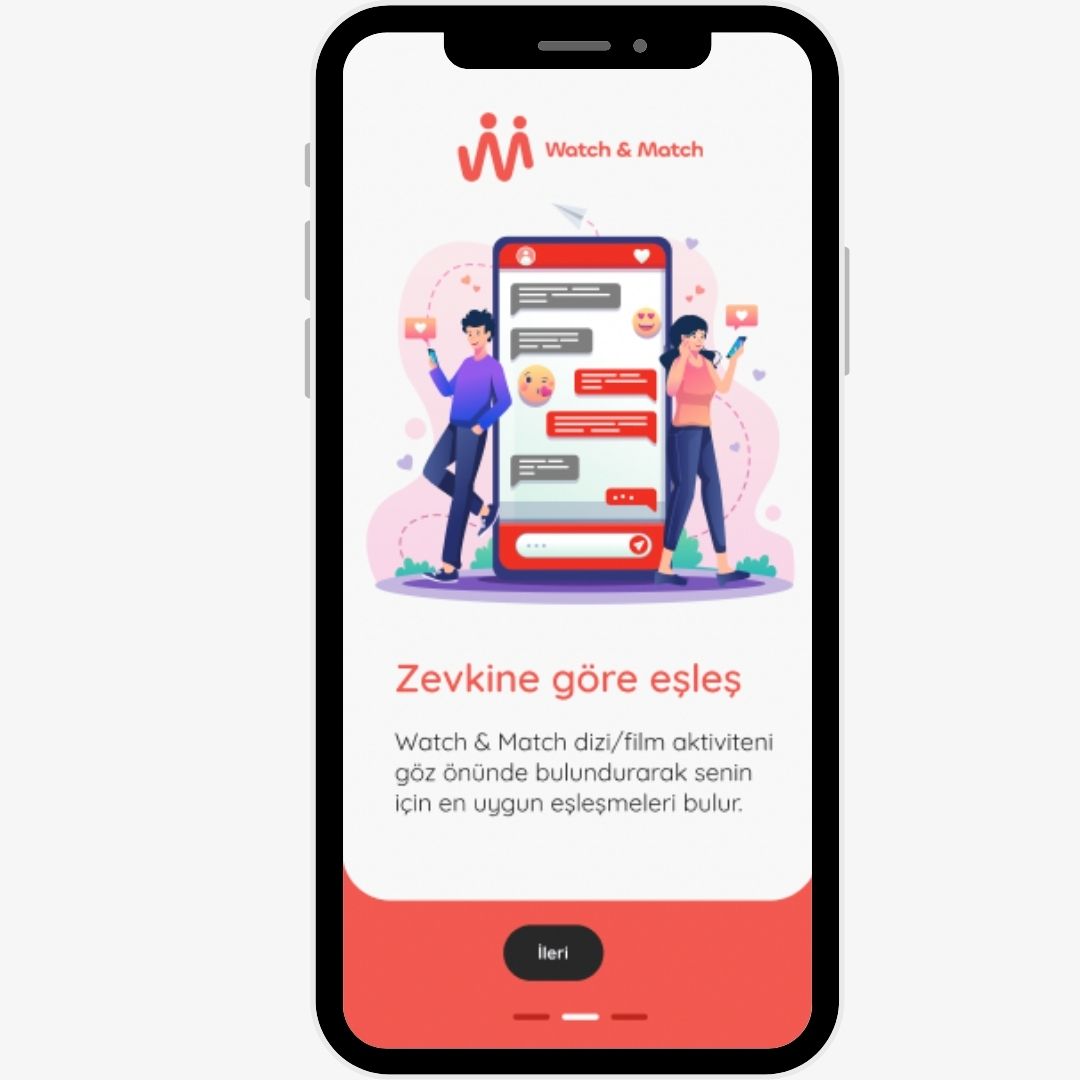 Watch & Match
Zevkine göre eşleş
Watch & Match dizi/film aktiviteni
göz önünde bulundurarak senin
için en uygun eşleşmeleri bulur.
İleri